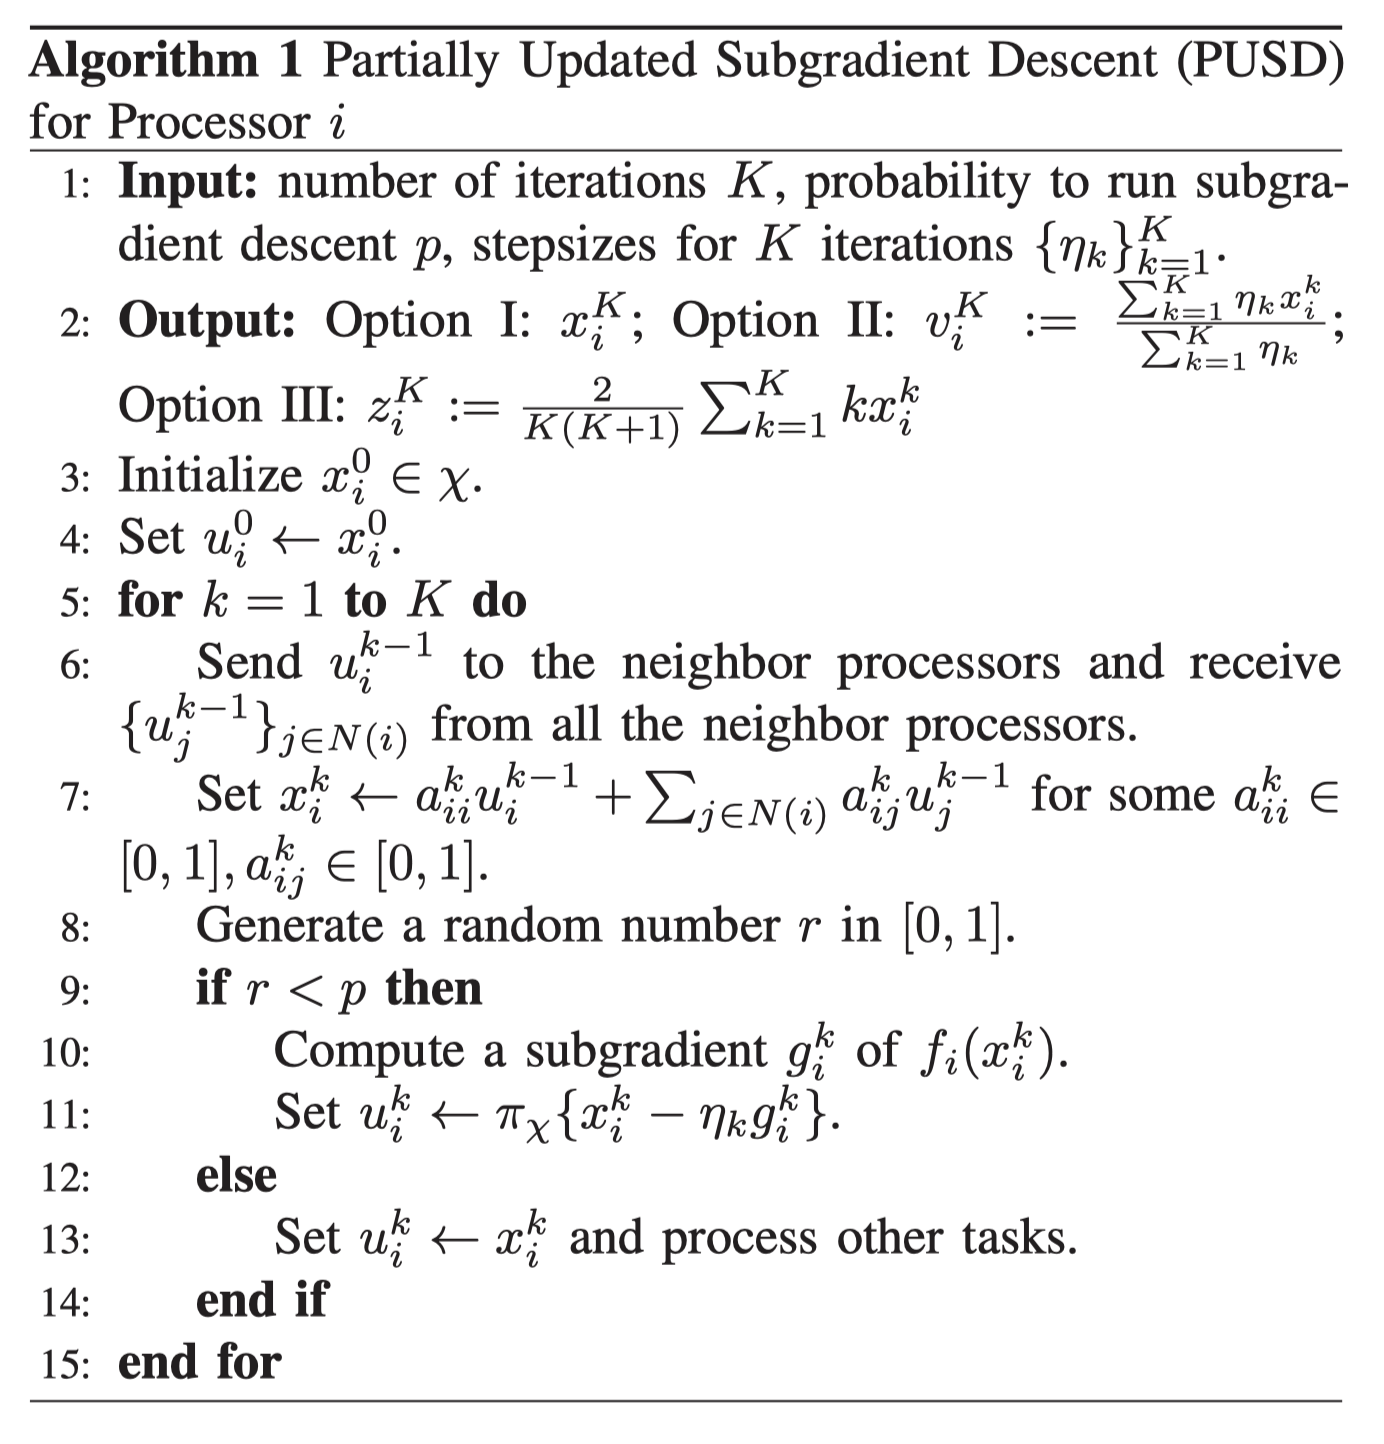 Algorithm 1 Partially Updated Subgradient Descent (PUSD)
for Processor $i$
1: Input: number of iterations $K$, probability to run subgra-
dient descent $p$, stepsizes for $K$ iterations $\{\eta_k\}_{k=1}^{K}$.
2: Output: Option I: $x_i^K$; Option II: $v_i^K := \frac{\sum_{k=1}^{K} \eta_k x_i^k}{\sum_{k=1}^{K} \eta_k}$;
Option III: $z_i^K := \frac{2}{K(K+1)} \sum_{k=1}^{K} k x_i^k$
3: Initialize $x_i^0 \in \chi$.
4: Set $u_i^0 \leftarrow x_i^0$.
5: for $k = 1$ to $K$ do
6: Send $u_i^{k-1}$ to the neighbor processors and receive
$\{u_j^{k-1}\}_{j \in N(i)}$ from all the neighbor processors.
7: Set $x_i^k \leftarrow a_{ii}^k u_i^{k-1} + \sum_{j \in N(i)} a_{ij}^k u_j^{k-1}$ for some $a_{ii}^k \in$
$[0, 1], a_{ij}^k \in [0, 1]$.
8: Generate a random number $r$ in $[0, 1]$.
9: if $r < p$ then
10: Compute a subgradient $g_i^k$ of $f_i(x_i^k)$.
11: Set $u_i^k \leftarrow \pi_\chi\{x_i^k - \eta_k g_i^k\}$.
12: else
13: Set $u_i^k \leftarrow x_i^k$ and process other tasks.
14: end if
15: end for